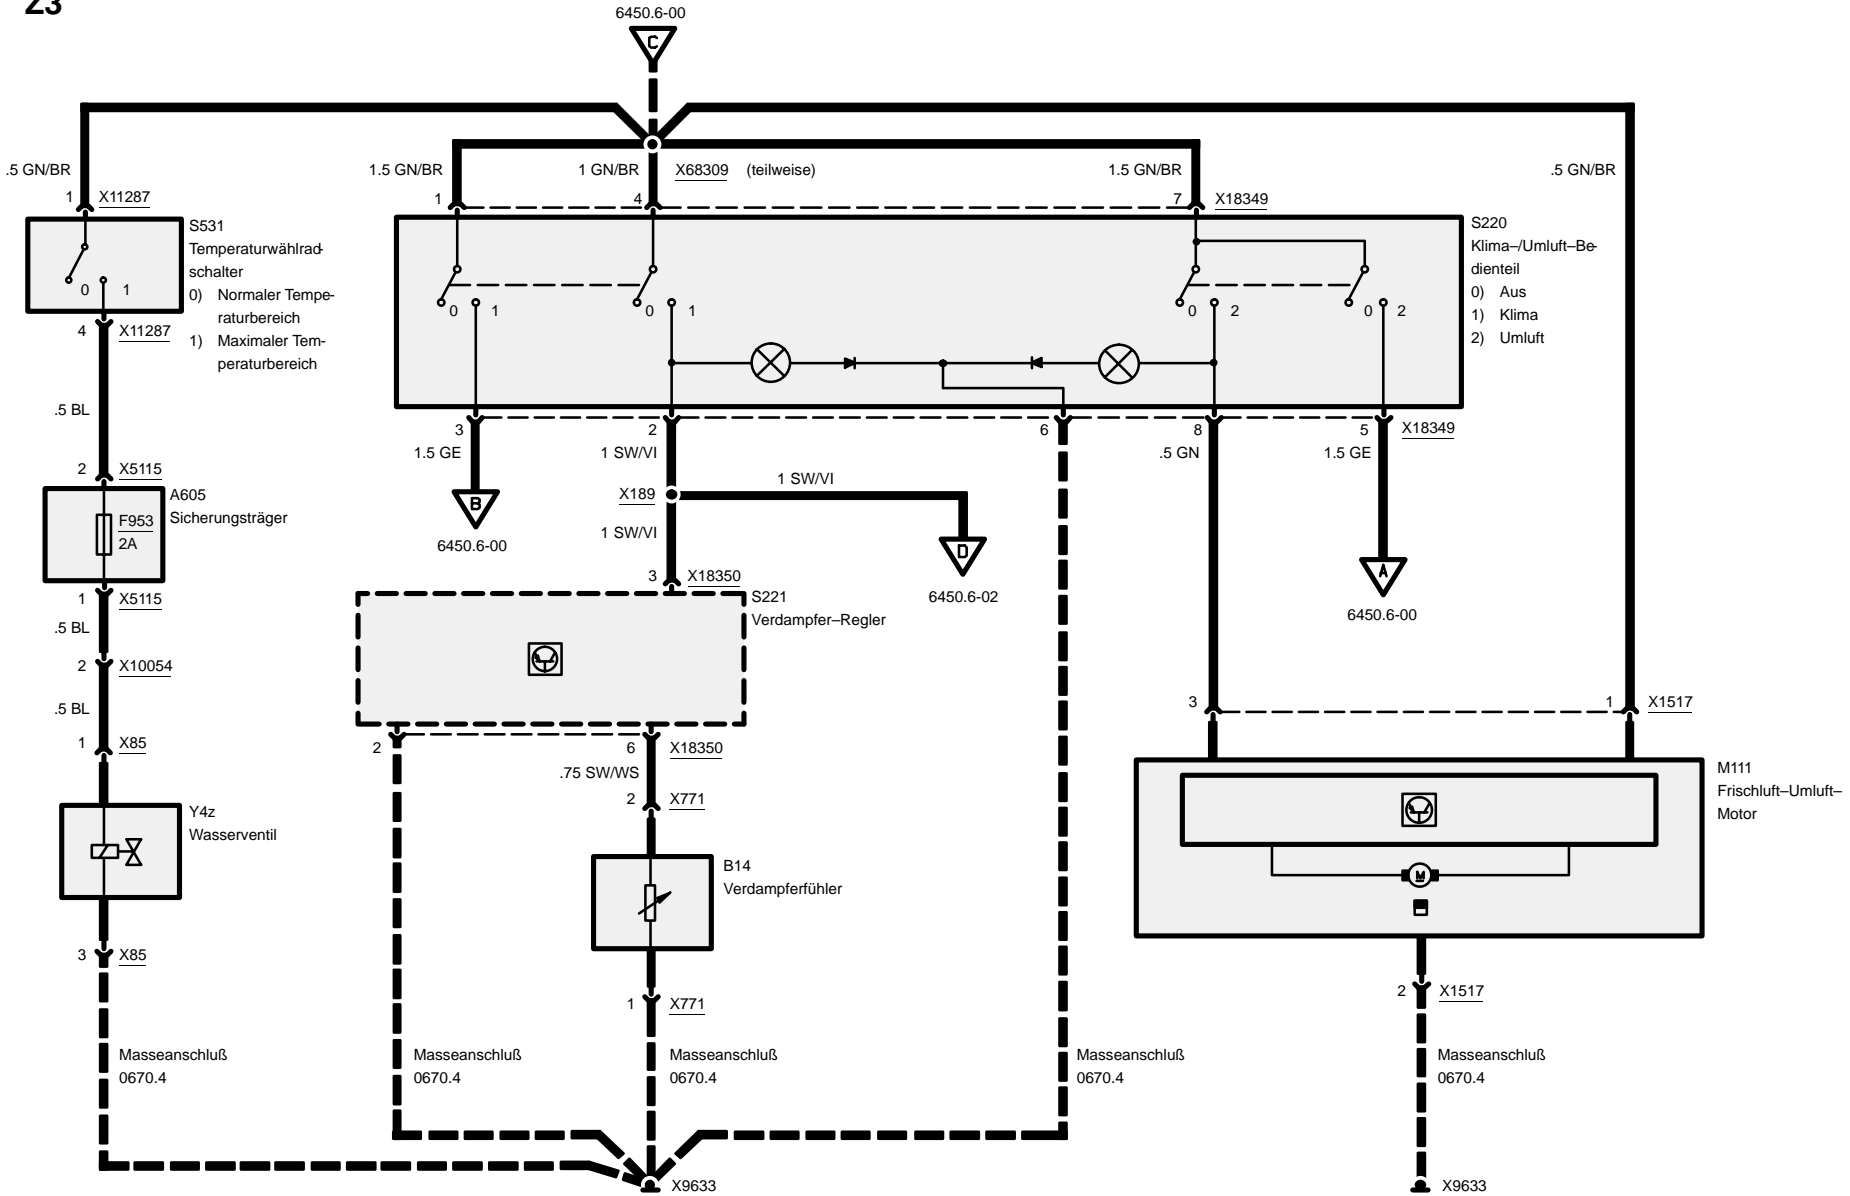 Z3
6450.6-00
C
.5 GN/BR
1.5 GN/BR
1 GN/BR
X68309
(teilweise)
1.5 GN/BR
.5 GN/BR
1
X11287
1
4
7
X18349
S531
Temperaturwählrad-
schalter
0) Normaler Tempe-
raturbereich
1) Maximaler Tem-
peraturbereich
0
1
S220
Klima–/Umluft–Be-
dienteil
0) Aus
1) Klima
2) Umluft
0
1
0
1
0
2
0
2
4
X11287
3
2
6
8
5
X18349
.5 BL
1.5 GE
1 SW/VI
.5 GN
1.5 GE
2
X5115
X189
1 SW/VI
A605
Sicherungsträger
F953
2A
B
6450.6-00
1 SW/VI
D
6450.6-02
A
6450.6-00
1
X5115
3
X18350
S221
Verdampfer–Regler
.5 BL
2
X10054
.5 BL
1
X85
3
1
X1517
2
6
X18350
.75 SW/WS
2
X771
M111
Frischluft–Umluft–
Motor
M
Y4z
Wasserventil
B14
Verdampferfühler
3
X85
1
X771
2
X1517
Masseanschluß
0670.4
Masseanschluß
0670.4
Masseanschluß
0670.4
Masseanschluß
0670.4
Masseanschluß
0670.4
X9633
X9633